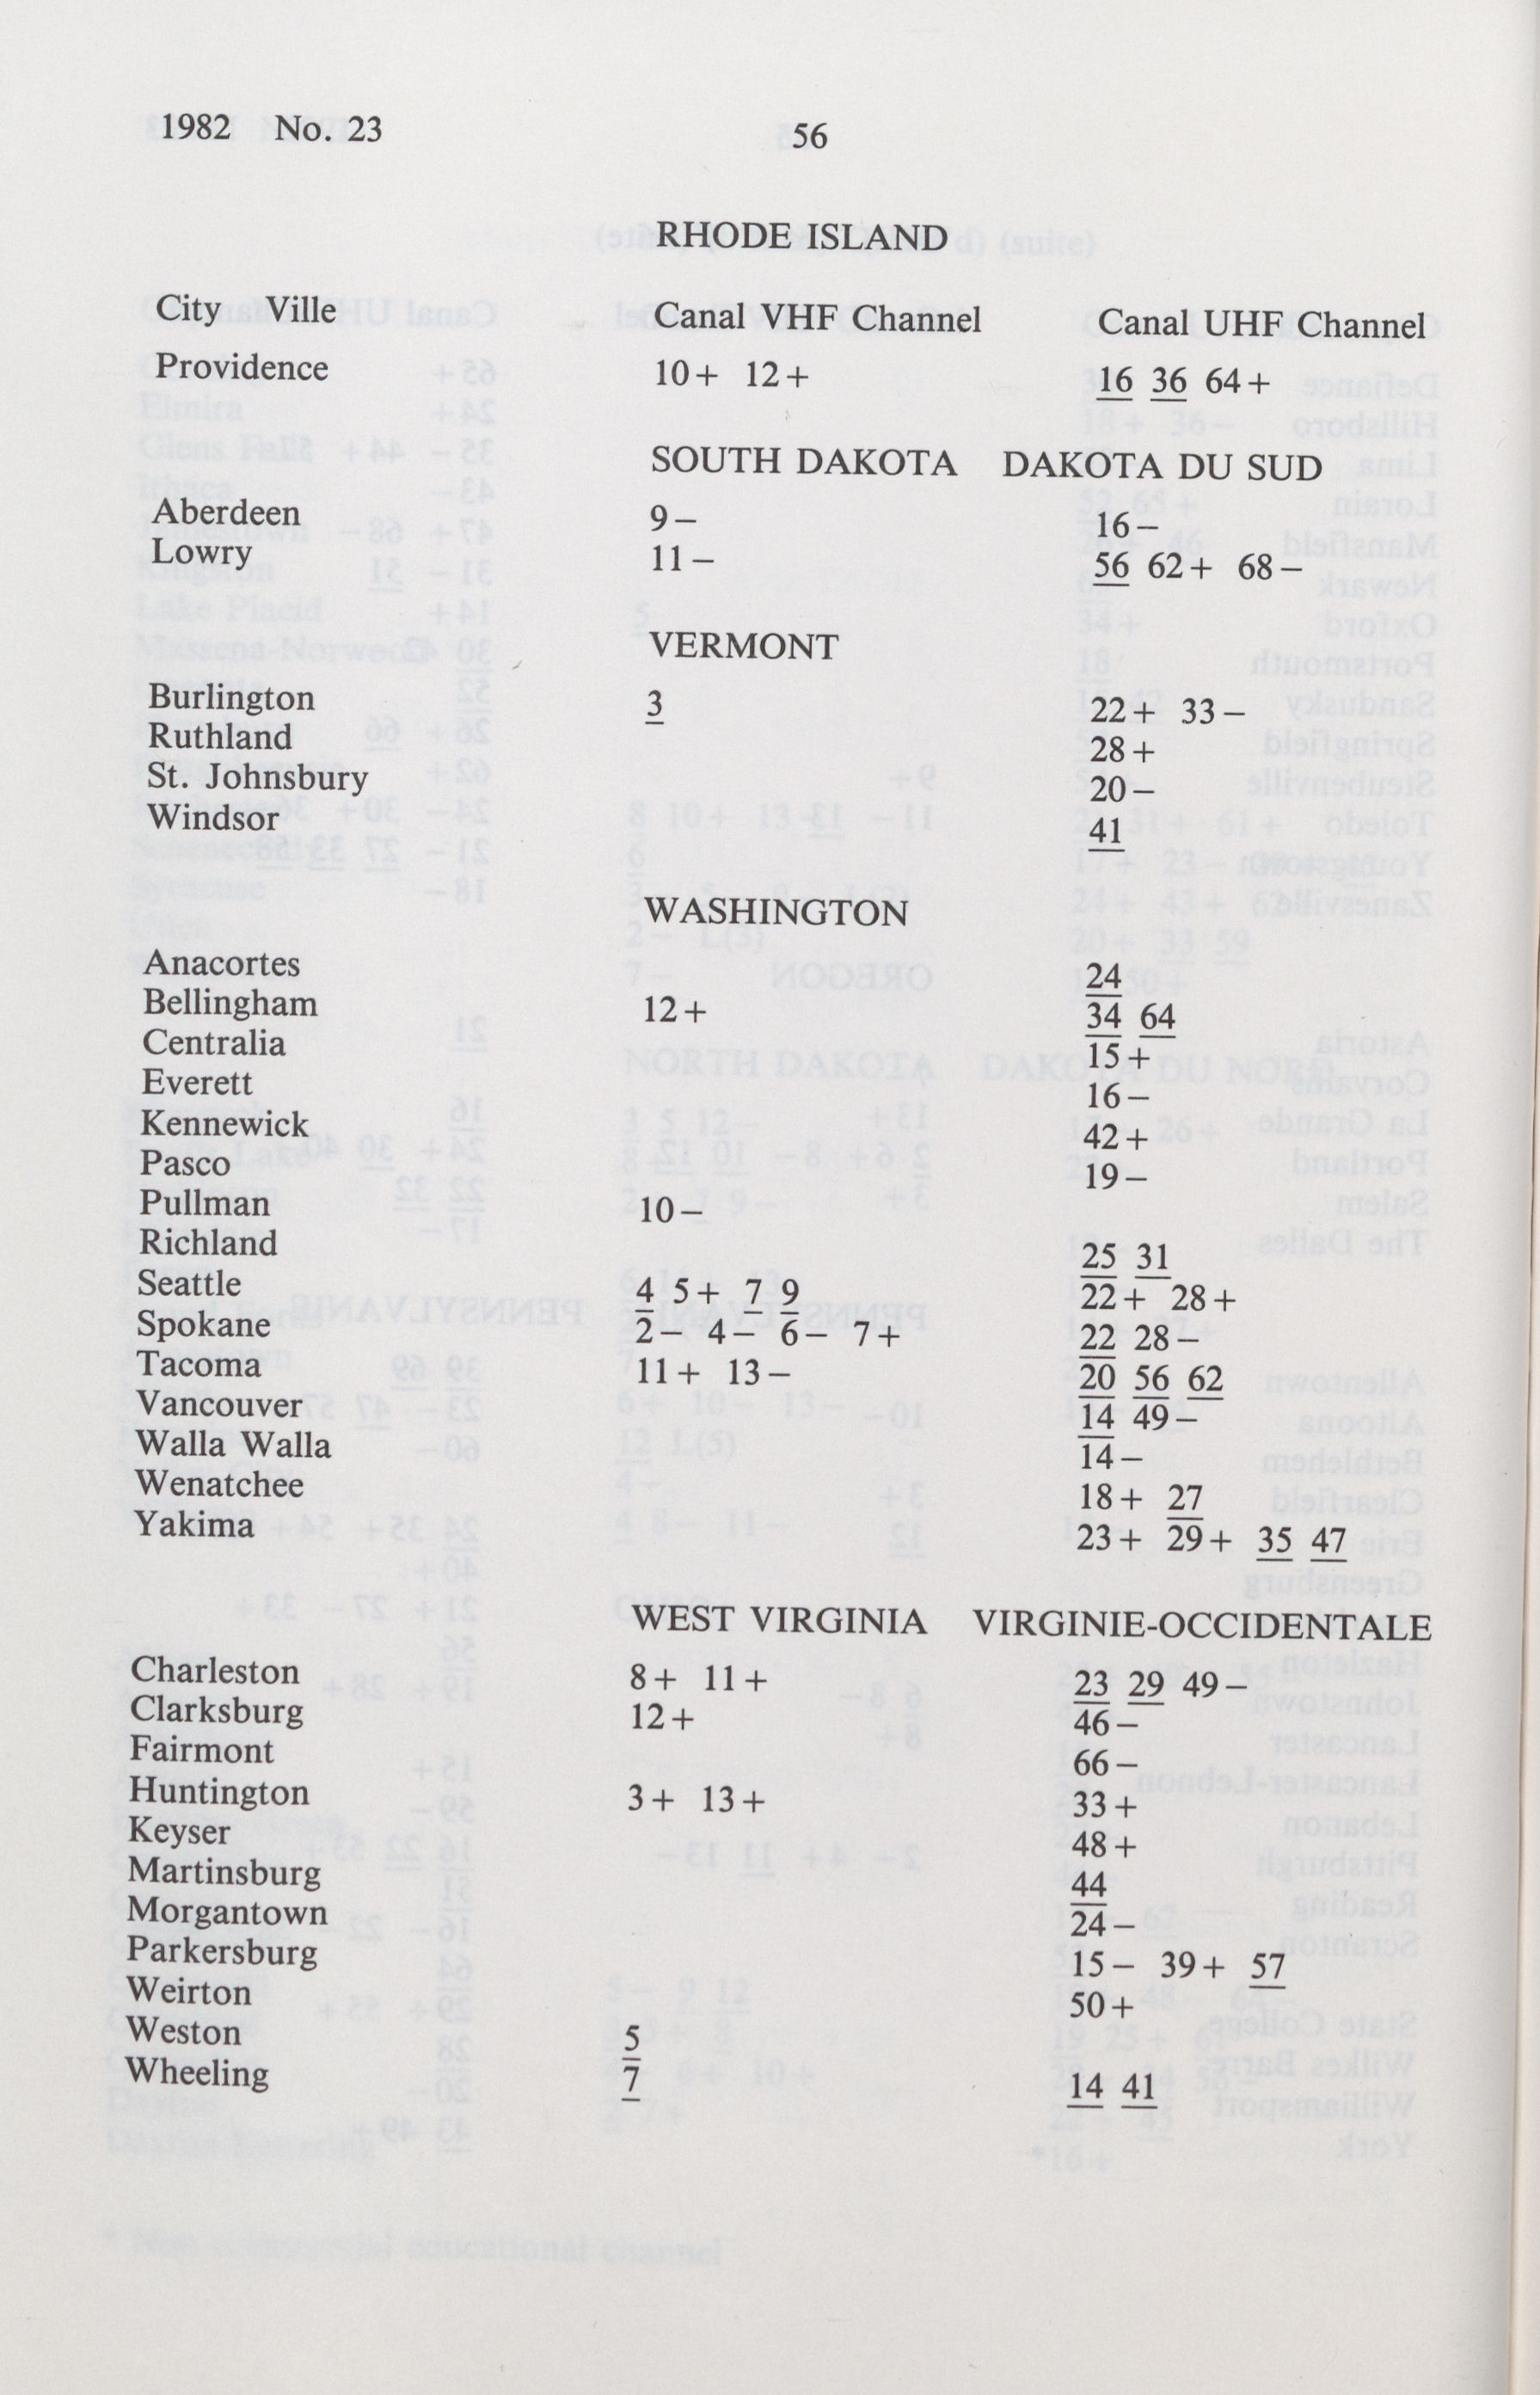 1982 No. 23 56
RHODE ISLAND
City Ville Canal VHF Channel Canal UHF Channel
Providence 10+ 12+ 16 36 64+
SOUTH DAKOTA DAKOTA DU SUD
Aberdeen 9− 16−
Lowry 11− 56 62+ 68−
VERMONT
Burlington 3 22+ 33−
Ruthland 28+
St. Johnsbury 20−
Windsor 41
WASHINGTON
Anacortes 24
Bellingham 12+ 34 64
Centralia 15+
Everett 16−
Kennewick 42+
Pasco 19−
Pullman 10−
Richland 25 31
Seattle 4 5+ 7 9 22+ 28+
Spokane 2− 4− 6− 7+ 22 28−
Tacoma 11+ 13− 20 56 62
Vancouver 14 49−
Walla Walla 14−
Wenatchee 18+ 27
Yakima 23+ 29+ 35 47
WEST VIRGINIA VIRGINIE-OCCIDENTALE
Charleston 8+ 11+ 23 29 49−
Clarksburg 12+ 46−
Fairmont 66−
Huntington 3+ 13+ 33+
Keyser 48+
Martinsburg 44
Morgantown 24−
Parkersburg 15− 39+ 57
Weirton 50+
Weston 5
Wheeling 7 14 41